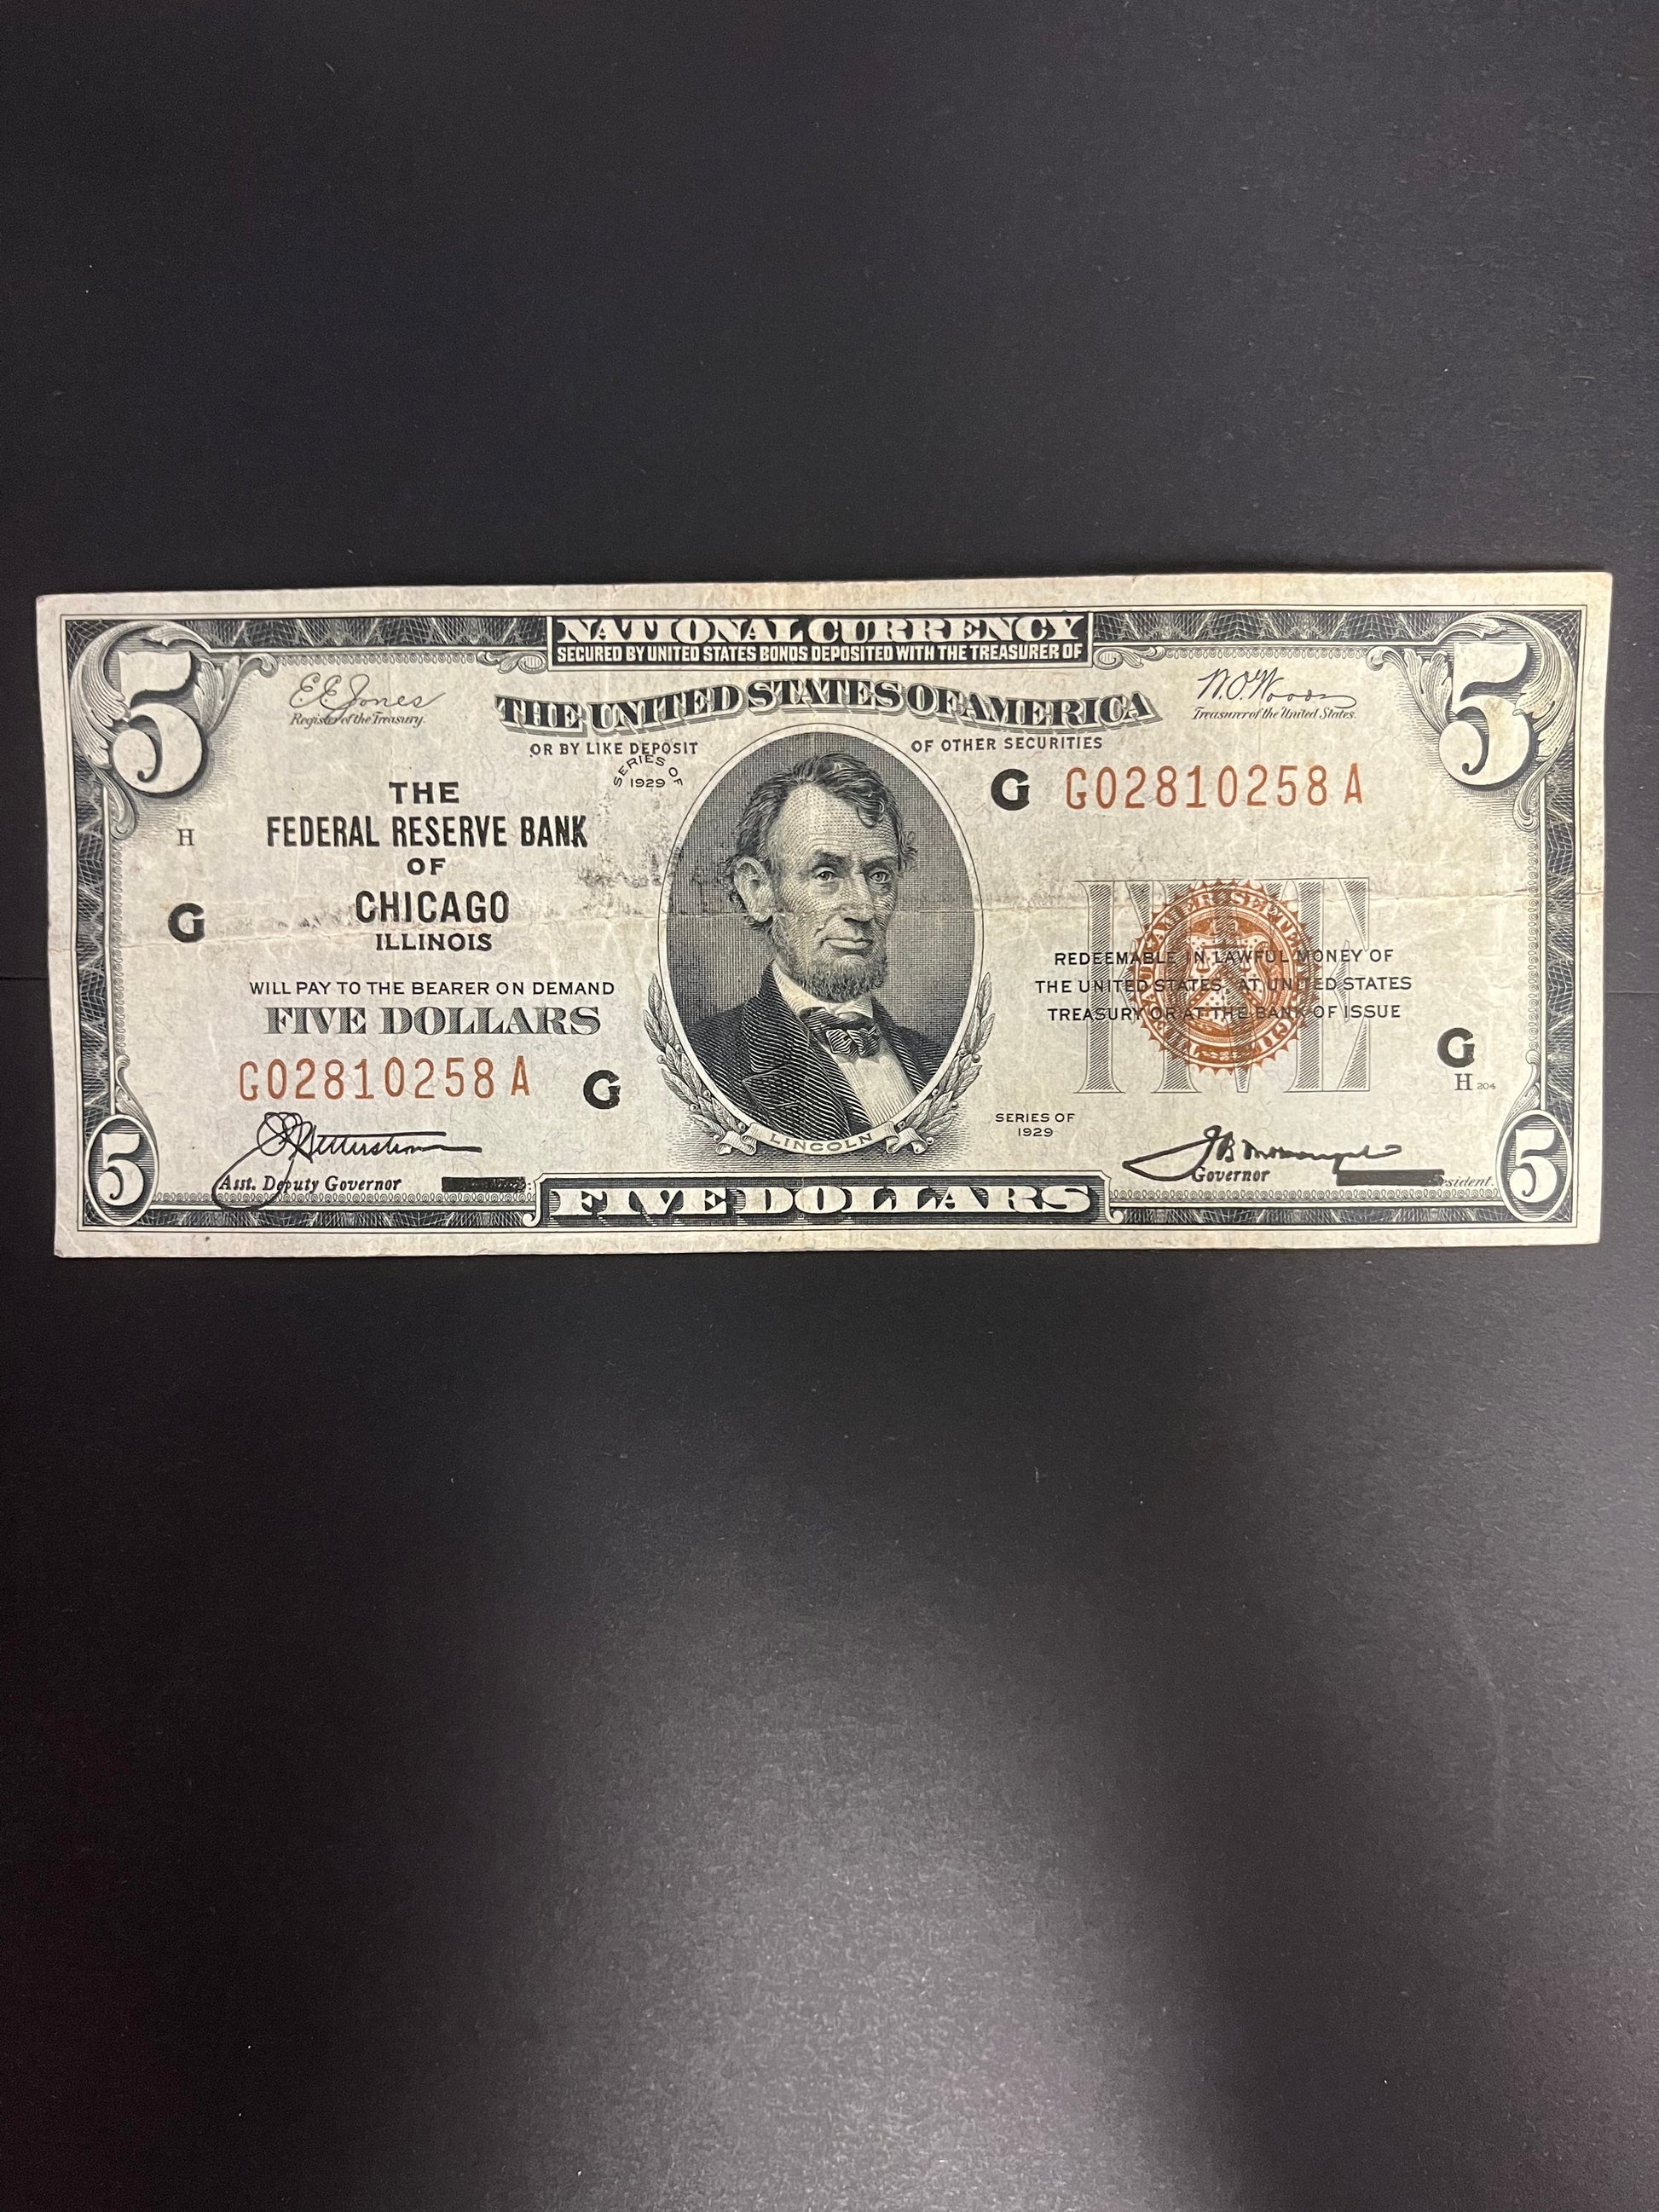 NATIONAL CURRENCY
SECURED BY UNITED STATES BONDS DEPOSITED WITH THE TREASURER OF
5
E E Jones
Register of the Treasury.
THE UNITED STATES OF AMERICA
W. O. Woods
Treasurer of the United States.
5
OR BY LIKE DEPOSIT
OF OTHER SECURITIES
SERIES OF
1929
G G02810258A
THE
FEDERAL RESERVE BANK
OF
CHICAGO
ILLINOIS
H
G
WILL PAY TO THE BEARER ON DEMAND
FIVE DOLLARS
G02810258A
G
FIVE
REDEEMABLE IN LAWFUL MONEY OF
THE UNITED STATES AT UNITED STATES
TREASURY OR AT THE BANK OF ISSUE
G
H 204
SERIES OF
1929
LINCOLN
5
Asst. Deputy Governor
Governor
5
FIVE DOLLARS